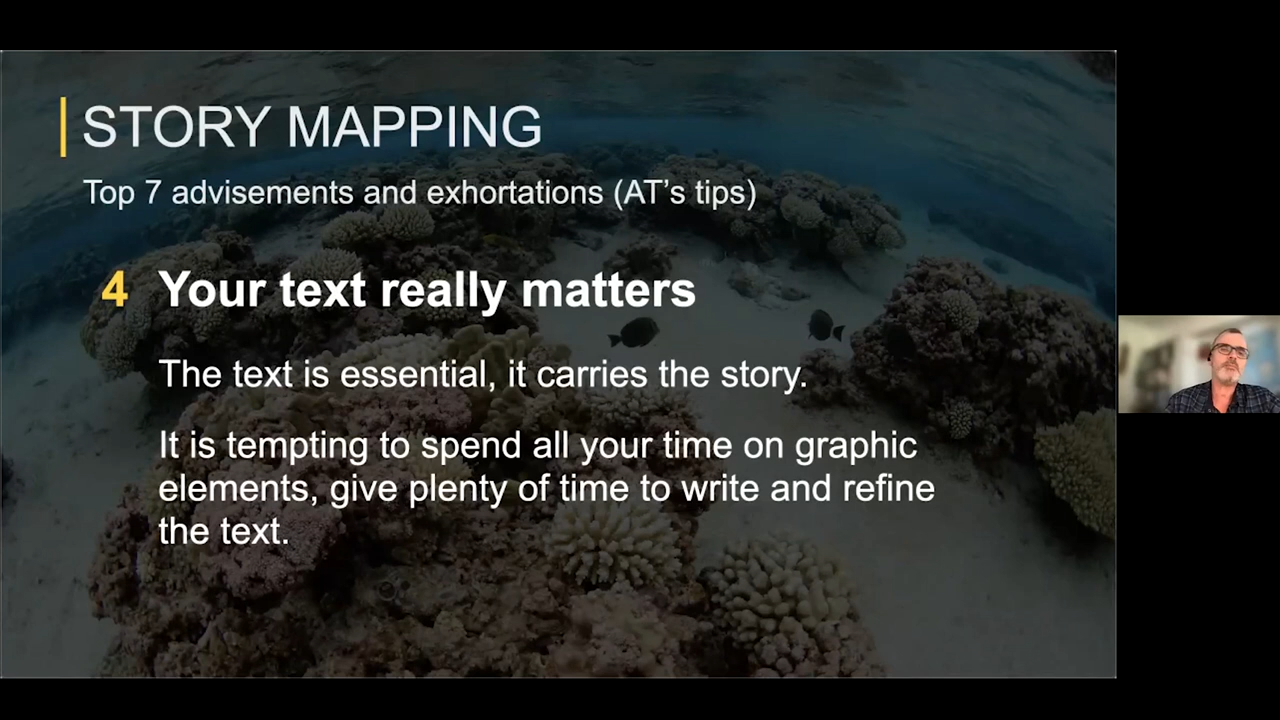 STORY MAPPING
Top 7 advisements and exhortations (AT’s tips)
4 Your text really matters
The text is essential, it carries the story.
It is tempting to spend all your time on graphic
elements, give plenty of time to write and refine
the text.